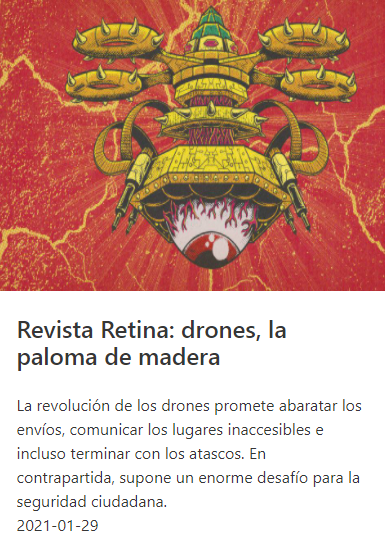 Revista Retina: drones, la
paloma de madera
La revolución de los drones promete abaratar los
envíos, comunicar los lugares inaccesibles e
incluso terminar con los atascos. En
contrapartida, supone un enorme desafío para la
seguridad ciudadana.
2021-01-29